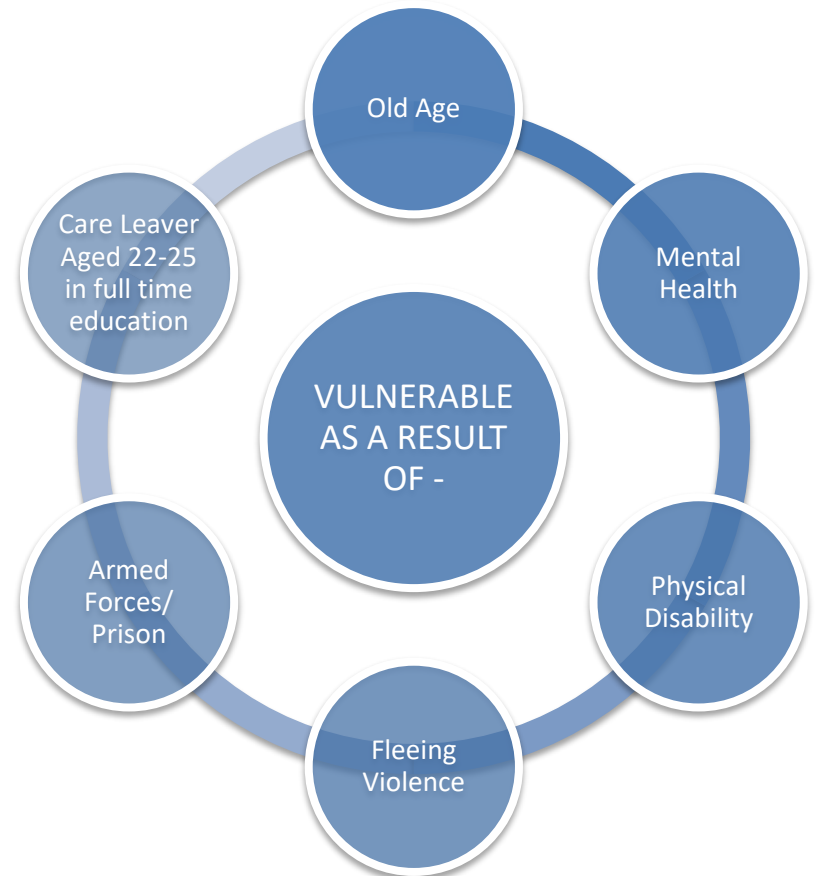 Old Age
Mental
Health
Physical
Disability
Fleeing
Violence
Armed
Forces/
Prison
Care Leaver
Aged 22-25
in full time
education
VULNERABLE
AS A RESULT
OF -